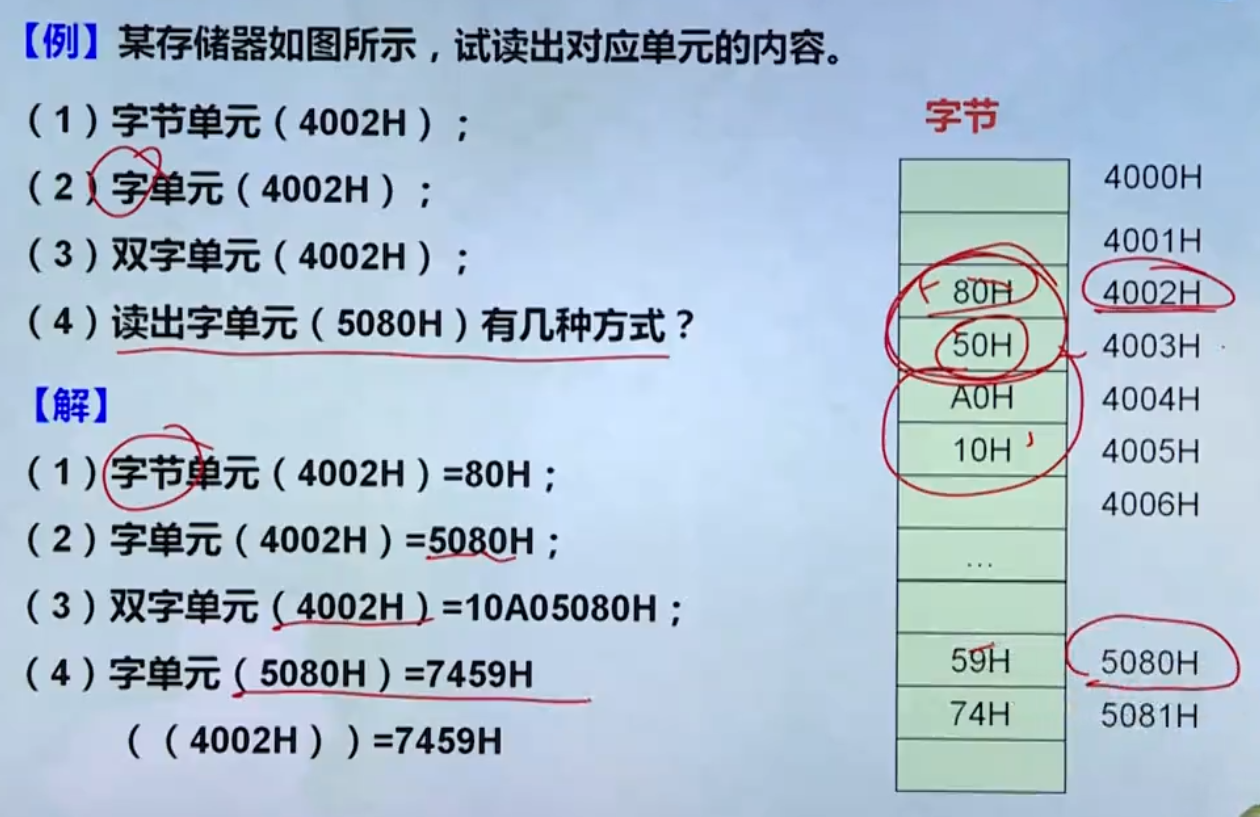 【例】某存储器如图所示，试读出对应单元的内容。
（1）字节单元（4002H）；
（2）字单元（4002H）；
（3）双字单元（4002H）；
（4）读出字单元（5080H）有几种方式？
【解】
（1）字节单元（4002H）=80H；
（2）字单元（4002H）=5080H；
（3）双字单元（4002H）=10A05080H；
（4）字单元（5080H）=7459H
（（4002H））=7459H
字节
4000H
4001H
80H 4002H
50H 4003H
A0H 4004H
10H 4005H
4006H
…
59H 5080H
74H 5081H